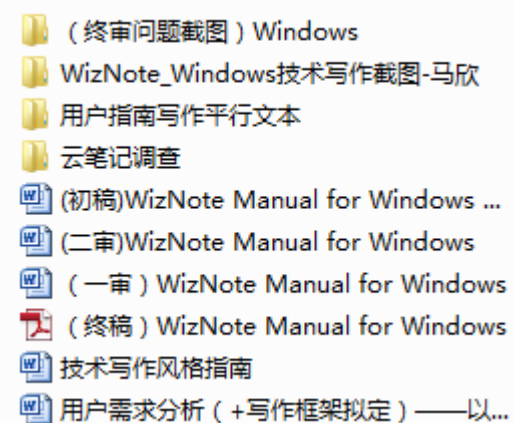 （终审问题截图）Windows
WizNote_Windows技术写作截图-马欣
用户指南写作平行文本
云笔记调查
(初稿)WizNote Manual for Windows ...
(二审)WizNote Manual for Windows
（一审）WizNote Manual for Windows
（终稿）WizNote Manual for Windows
技术写作风格指南
用户需求分析（+写作框架拟定）——以...